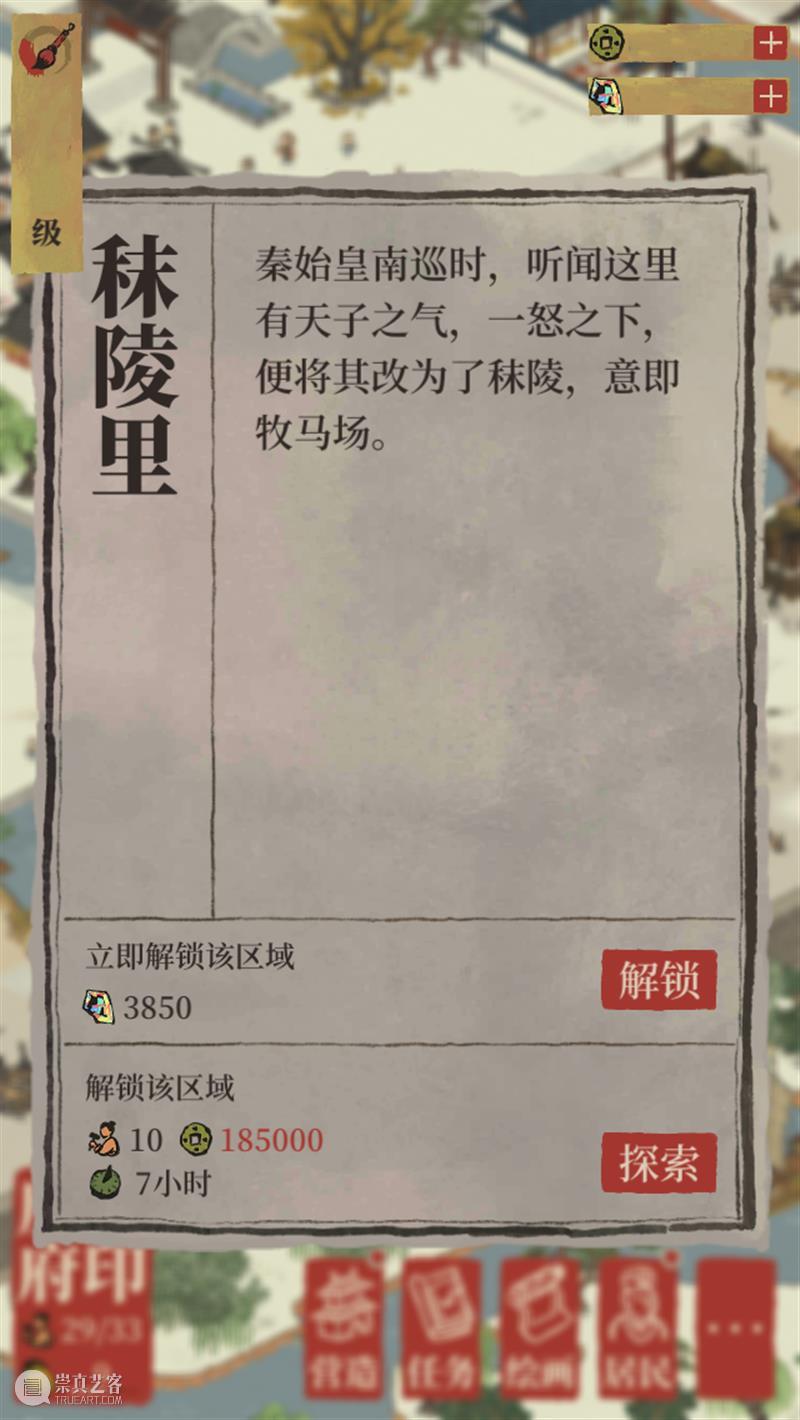 级
秣陵里
秦始皇南巡时，听闻这里
有天子之气，一怒之下，
便将其改为了秣陵，意即
牧马场。
立即解锁该区域
3850
解锁
解锁该区域
10 185000
7小时
探索
府印
29/33
营造
任务
绘画
居民
崇真艺客
TRUEART.COM